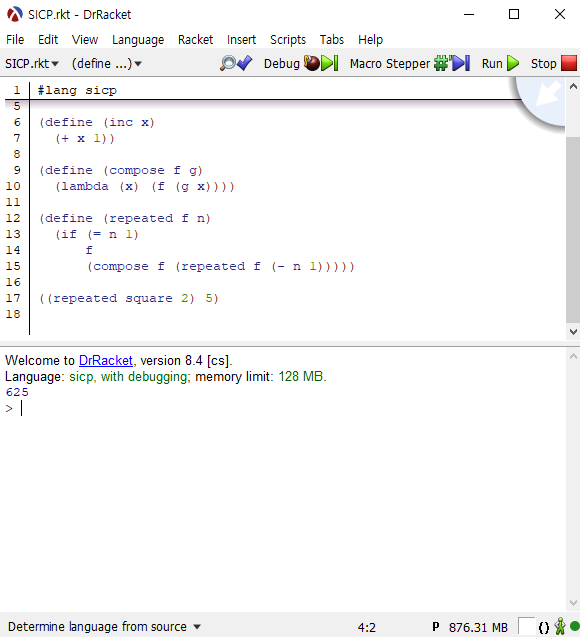 SICP.rkt - DrRacket
File Edit View Language Racket Insert Scripts Tabs Help
SICP.rkt (define ...) Debug Macro Stepper Run Stop
1 #lang sicp
5
6 (define (inc x)
7 (+ x 1))
8
9 (define (compose f g)
10 (lambda (x) (f (g x))))
11
12 (define (repeated f n)
13 (if (= n 1)
14 f
15 (compose f (repeated f (- n 1)))))
16
17 ((repeated square 2) 5)
18
Welcome to DrRacket, version 8.4 [cs].
Language: sicp, with debugging; memory limit: 128 MB.
625
>
Determine language from source 4:2 P 876.31 MB ()